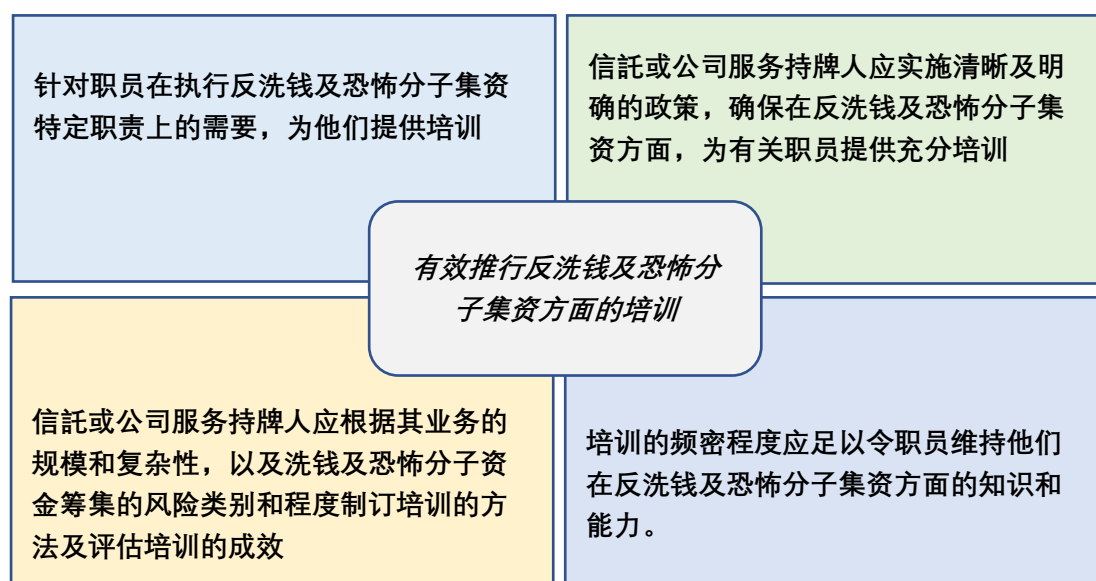 针对职员在执行反洗钱及恐怖分子集资
特定职责上的需要，为他们提供培训
信託或公司服务持牌人应实施清晰及明
确的政策，确保在反洗钱及恐怖分子集
资方面，为有关职员提供充分培训
有效推行反洗钱及恐怖分
子集资方面的培训
信託或公司服务持牌人应根据其业务的
规模和复杂性，以及洗钱及恐怖分子资
金筹集的风险类别和程度制订培训的方
法及评估培训的成效
培训的频密程度应足以令职员维持他们
在反洗钱及恐怖分子集资方面的知识和
能力。